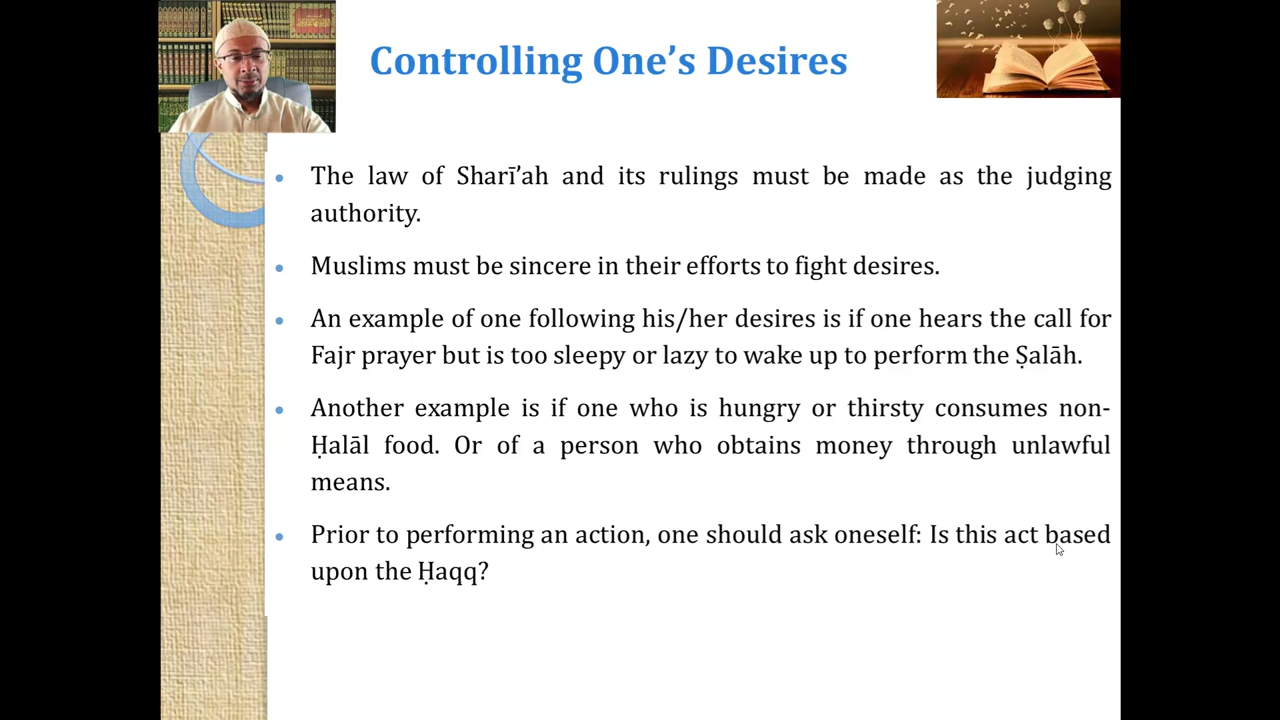 Controlling One’s Desires
• The law of Sharī’ah and its rulings must be made as the judging
authority.
• Muslims must be sincere in their efforts to fight desires.
• An example of one following his/her desires is if one hears the call for
Fajr prayer but is too sleepy or lazy to wake up to perform the Ṣalāh.
• Another example is if one who is hungry or thirsty consumes non-
Ḥalāl food. Or of a person who obtains money through unlawful
means.
• Prior to performing an action, one should ask oneself: Is this act based
upon the Ḥaqq?